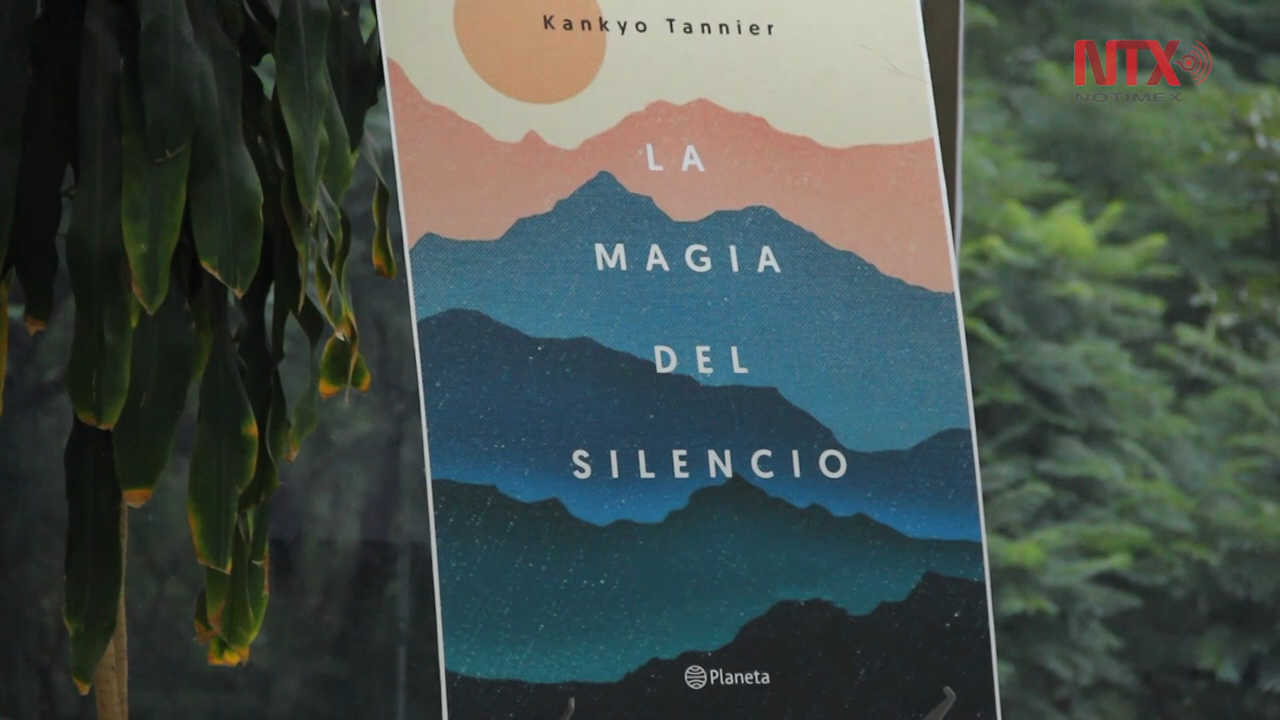 Kankyo Tannier
NTX
NOTIMEX
LA
MAGIA
DEL
SILENCIO
Planeta